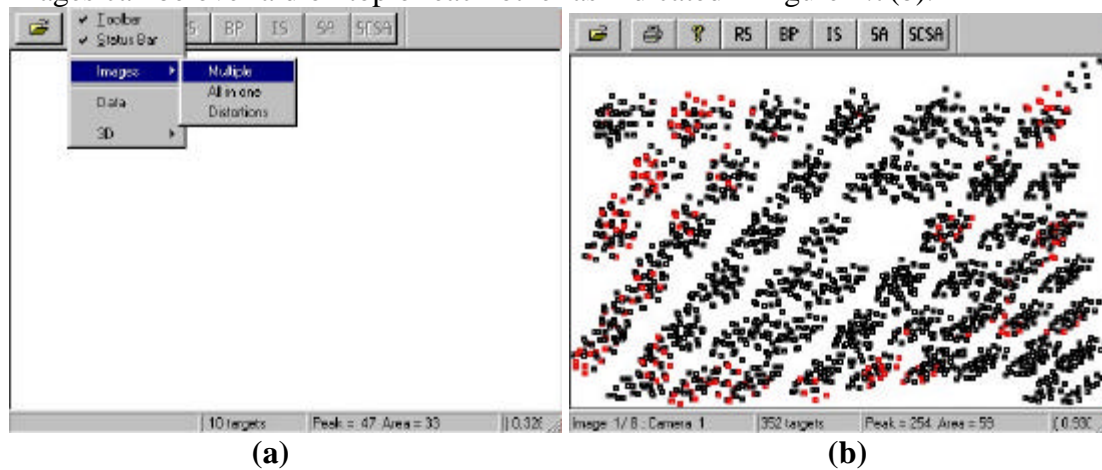 Toolbar
Status Bar
Images
Data
3D
Multiple
All in one
Distortions
BP IS SA SCSA
10 targets Peak = 47 Area = 33
(a)
RS BP IS SA SCSA
Image 1/8 : Camera 1 352 targets Peak = 254 Area = 59
(b)